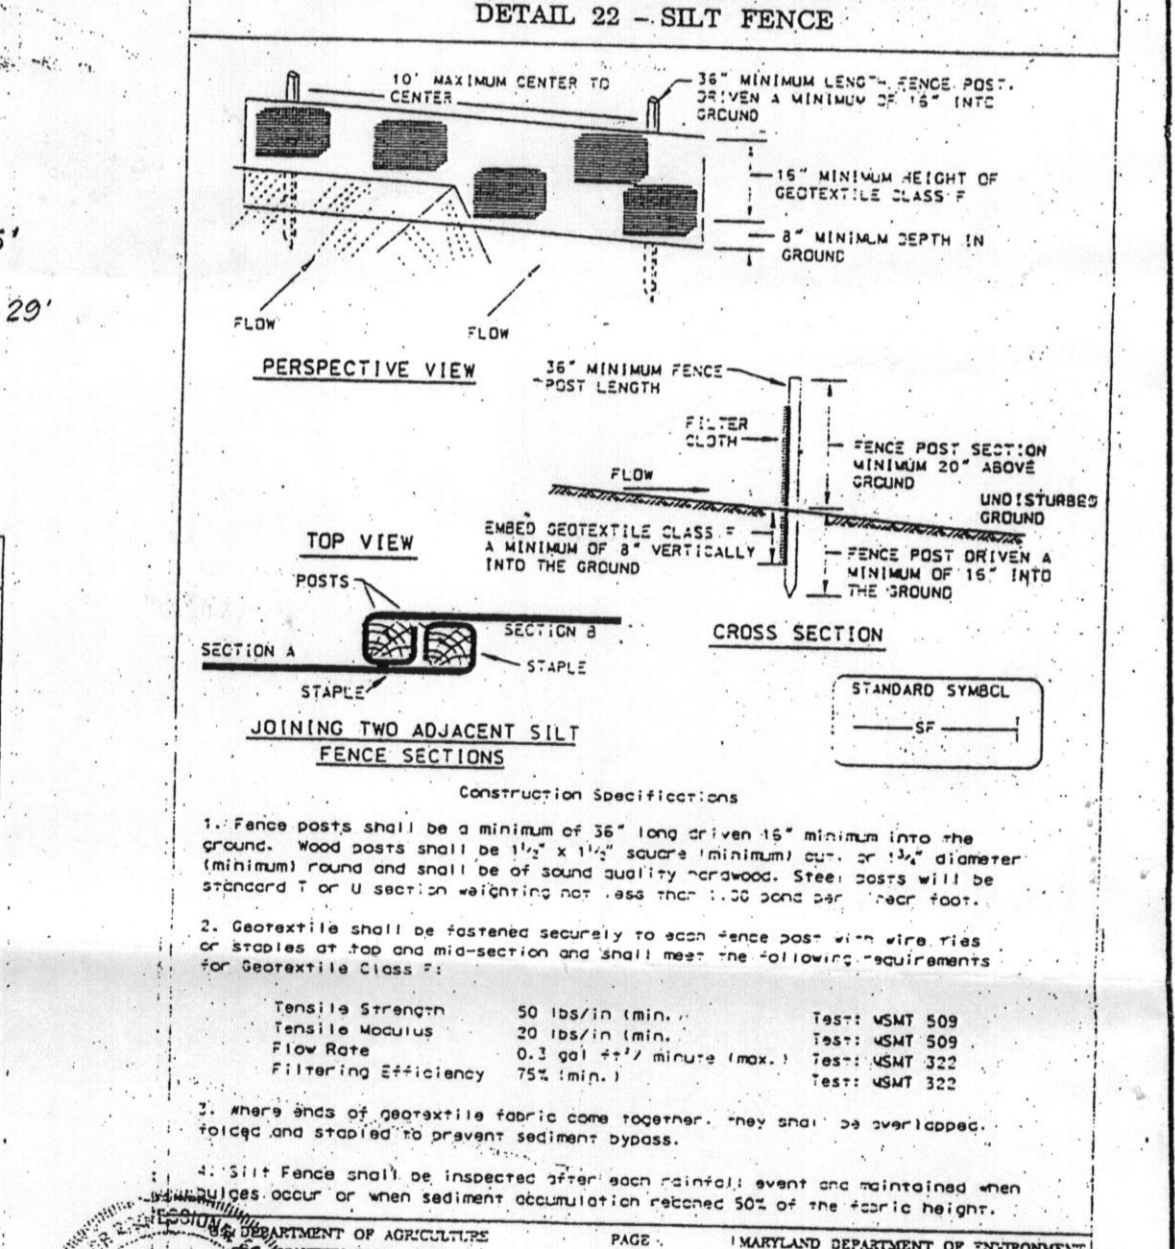 DETAIL 22 - SILT FENCE
10' MAXIMUM CENTER TO
CENTER
36" MINIMUM LENGTH FENCE POST,
DRIVEN A MINIMUM OF 16" INTO
GROUND
16" MINIMUM HEIGHT OF
GEOTEXTILE CLASS F
8" MINIMUM DEPTH IN
GROUND
5'
29'
FLOW
FLOW
PERSPECTIVE VIEW
36" MINIMUM FENCE
POST LENGTH
FILTER
CLOTH
FENCE POST SECTION
MINIMUM 20" ABOVE
GROUND
FLOW
UNDISTURBED
GROUND
EMBED GEOTEXTILE CLASS F
A MINIMUM OF 8" VERTICALLY
INTO THE GROUND
FENCE POST DRIVEN A
MINIMUM OF 16" INTO
THE GROUND
CROSS SECTION
TOP VIEW
POSTS
SECTION B
SECTION A
STAPLE
STAPLE
JOINING TWO ADJACENT SILT
FENCE SECTIONS
STANDARD SYMBOL
SF
Construction Specifications
1. Fence posts shall be a minimum of 36" long driven 16" minimum into the
ground. Wood posts shall be 1½" x 1½" square (minimum) cut, or 1¾" diameter
(minimum) round and shall be of sound quality hardwood. Steel posts will be
standard T or U section weighting not less than 1.00 pond per linear foot.
2. Geotextile shall be fastened securely to each fence post with wire ties
or staples at top and mid-section and shall meet the following requirements
for Geotextile Class F:
Tensile Strength 50 lbs/in (min.) Test: MSMT 509
Tensile Modulus 20 lbs/in (min.) Test: MSMT 509
Flow Rate 0.3 gal ft²/ minute (max.) Test: MSMT 322
Filtering Efficiency 75% (min.) Test: MSMT 322
3. Where ends of geotextile fabric come together, they shall be overlapped,
folded and stapled to prevent sediment bypass.
4. Silt Fence shall be inspected after each rainfall event and maintained when
bulges occur or when sediment accumulation reached 50% of the fabric height.
DEPARTMENT OF AGRICULTURE PAGE MARYLAND DEPARTMENT OF ENVIRONMENT